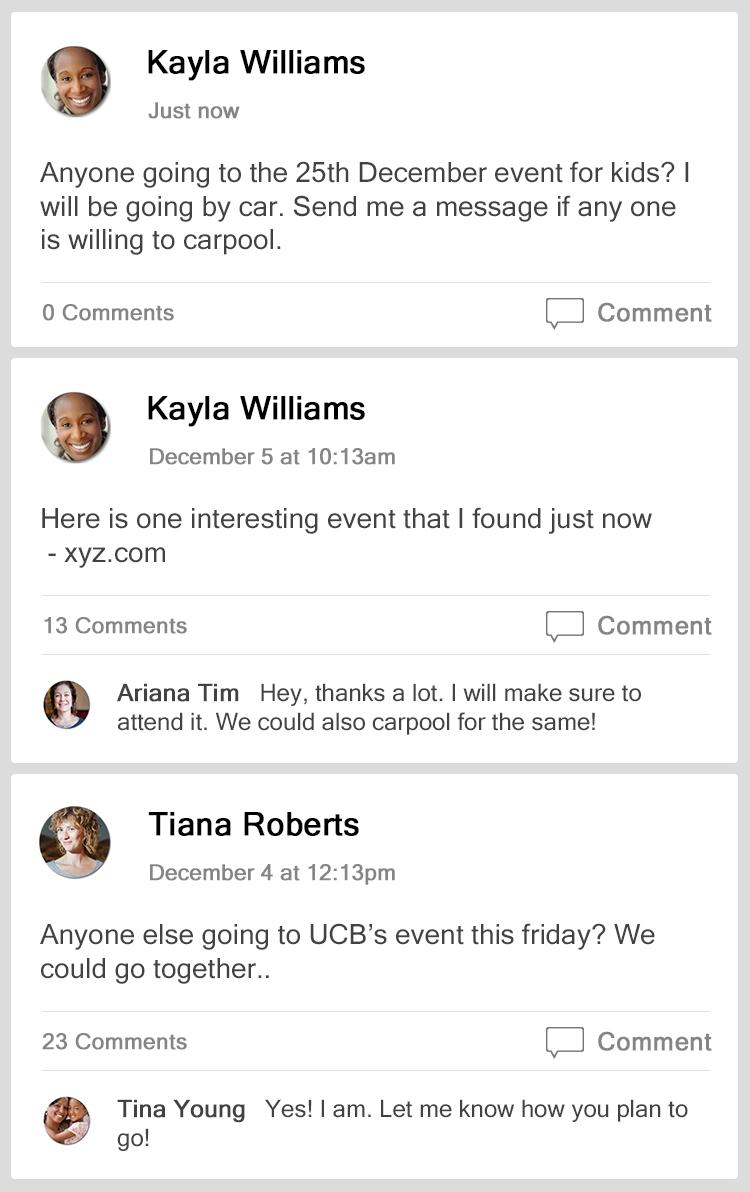 Kayla Williams
Just now
Anyone going to the 25th December event for kids? I
will be going by car. Send me a message if any one
is willing to carpool.
0 Comments Comment
Kayla Williams
December 5 at 10:13am
Here is one interesting event that I found just now
- xyz.com
13 Comments Comment
Ariana Tim Hey, thanks a lot. I will make sure to
attend it. We could also carpool for the same!
Tiana Roberts
December 4 at 12:13pm
Anyone else going to UCB’s event this friday? We
could go together..
23 Comments Comment
Tina Young Yes! I am. Let me know how you plan to
go!